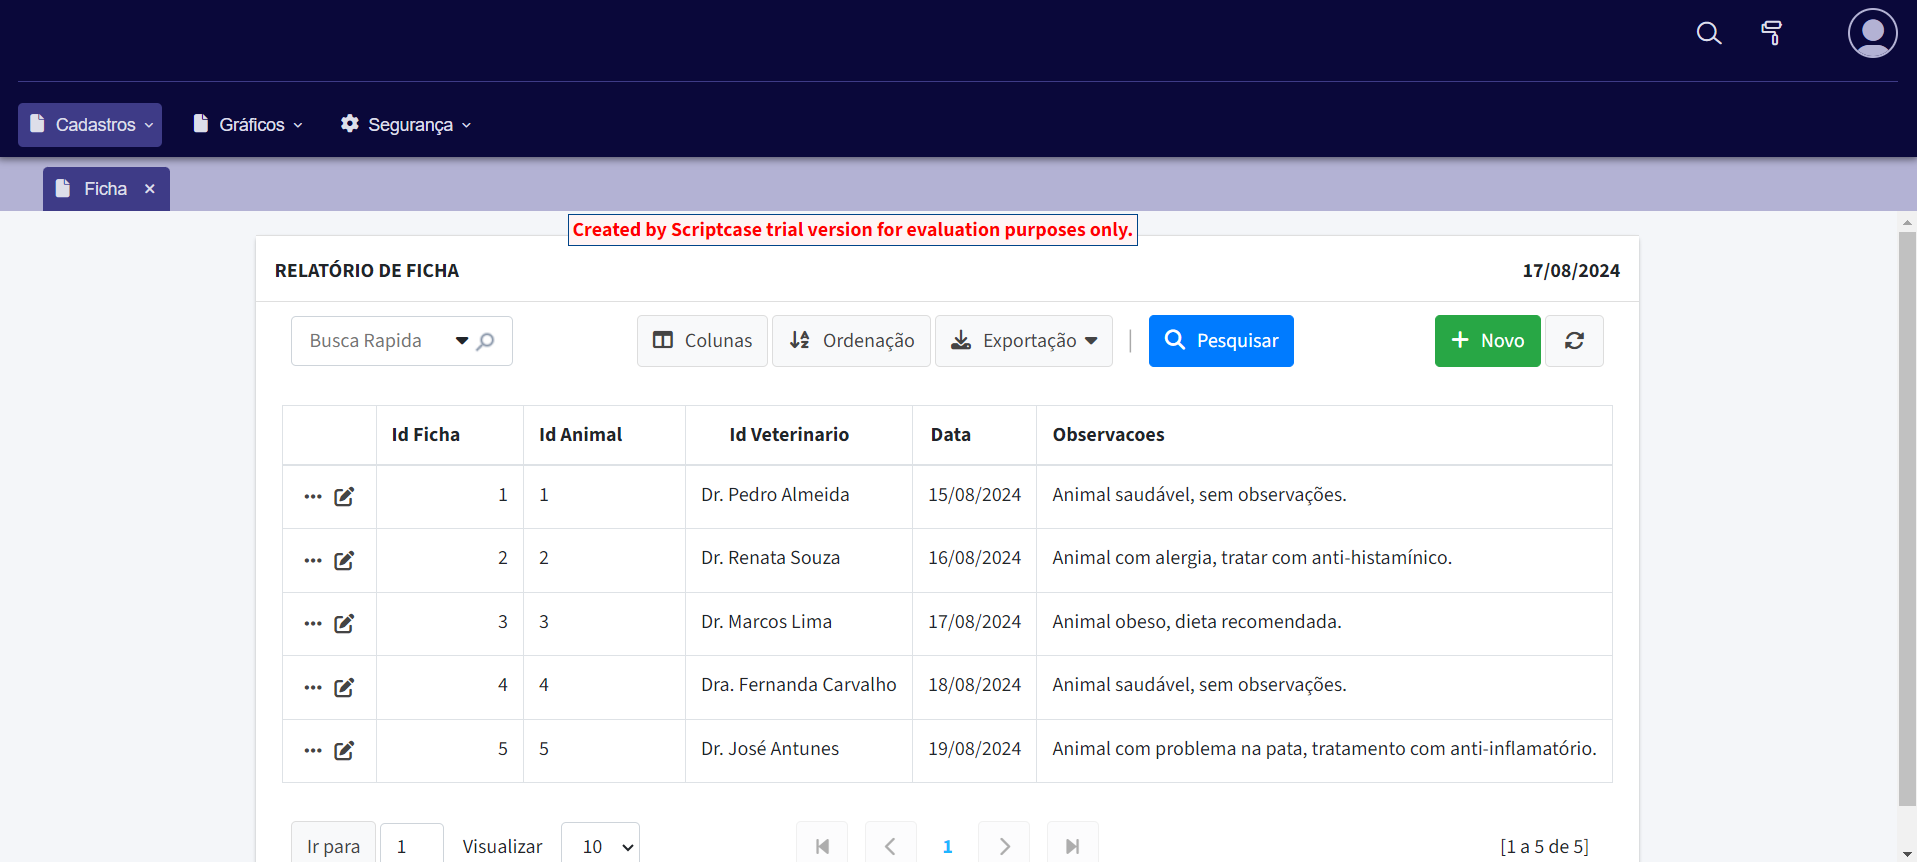 Cadastros Gráficos Segurança
Ficha
Created by Scriptcase trial version for evaluation purposes only.
RELATÓRIO DE FICHA 17/08/2024
Busca Rapida Colunas Ordenação Exportação | Pesquisar Novo
Id Ficha Id Animal Id Veterinario Data Observacoes
1 1 Dr. Pedro Almeida 15/08/2024 Animal saudável, sem observações.
2 2 Dr. Renata Souza 16/08/2024 Animal com alergia, tratar com anti-histamínico.
3 3 Dr. Marcos Lima 17/08/2024 Animal obeso, dieta recomendada.
4 4 Dra. Fernanda Carvalho 18/08/2024 Animal saudável, sem observações.
5 5 Dr. José Antunes 19/08/2024 Animal com problema na pata, tratamento com anti-inflamatório.
Ir para 1 Visualizar 10 1 [1 a 5 de 5]